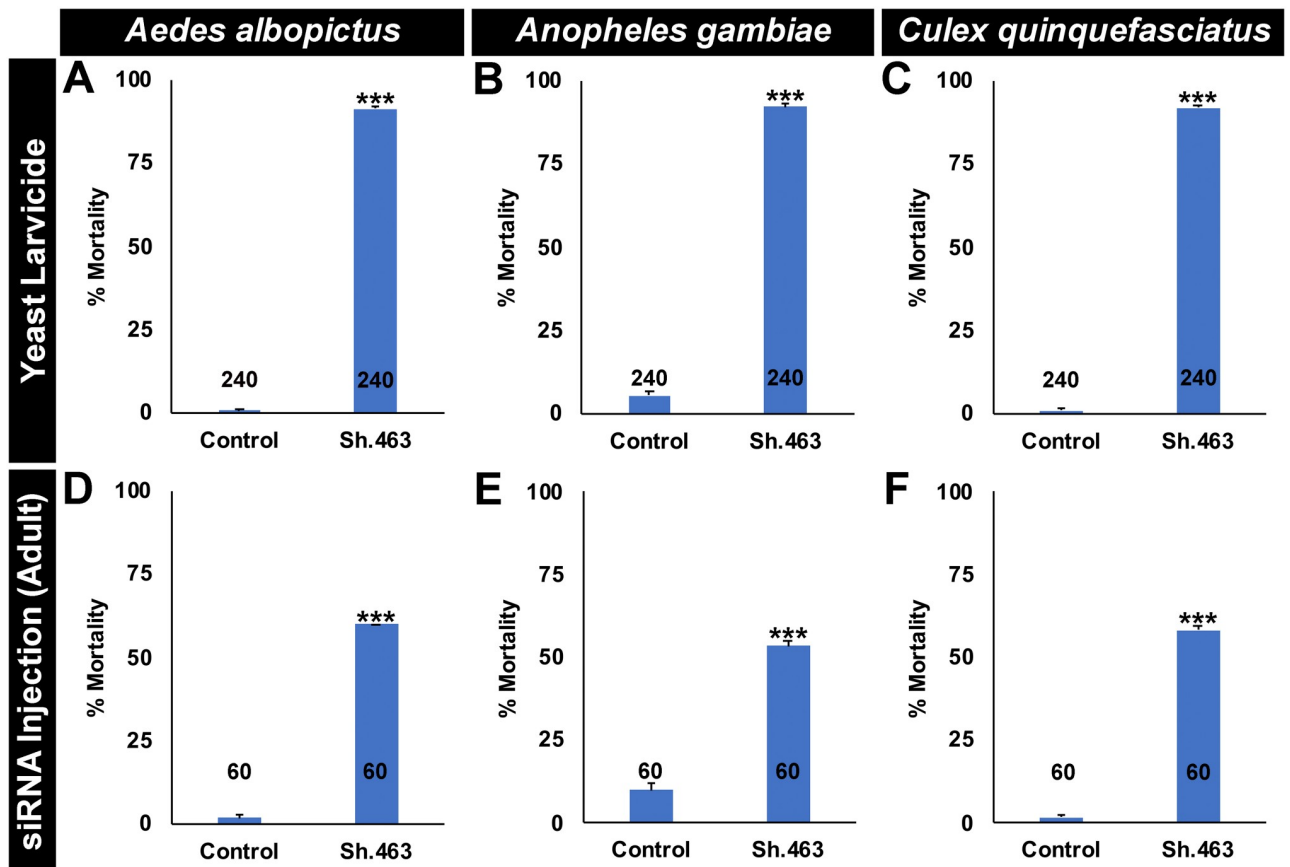 Aedes albopictus
Anopheles gambiae
Culex quinquefasciatus
Yeast Larvicide
A
% Mortality
100
75
50
25
0
240
***
240
Control
Sh.463
B
% Mortality
100
75
50
25
0
240
***
240
Control
Sh.463
C
% Mortality
100
75
50
25
0
240
***
240
Control
Sh.463
siRNA Injection (Adult)
D
% Mortality
100
75
50
25
0
60
***
60
Control
Sh.463
E
% Mortality
100
75
50
25
0
60
***
60
Control
Sh.463
F
% Mortality
100
75
50
25
0
60
***
60
Control
Sh.463